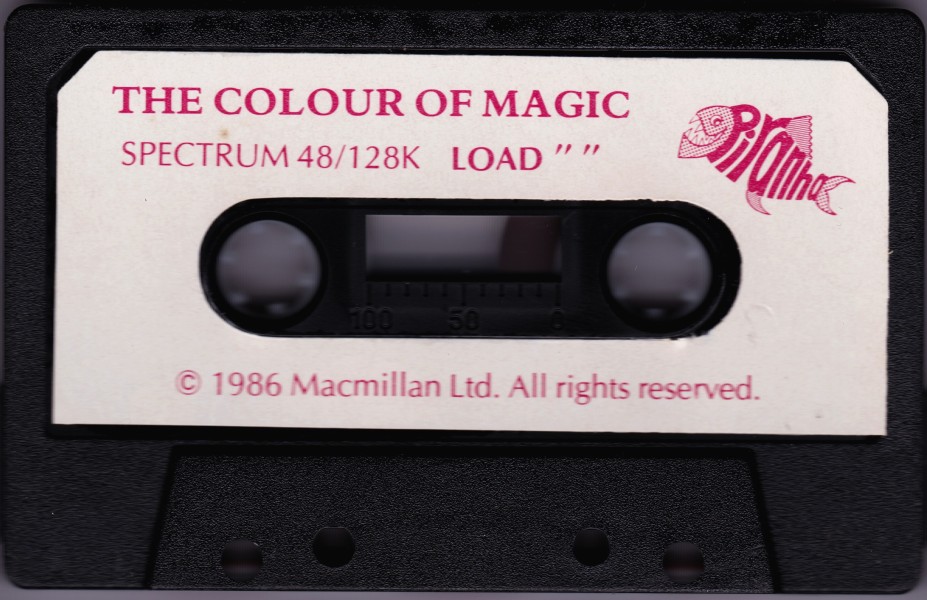 THE COLOUR OF MAGIC
SPECTRUM 48/128K LOAD ” ”
Piranha
© 1986 Macmillan Ltd. All rights reserved.
100 50 0